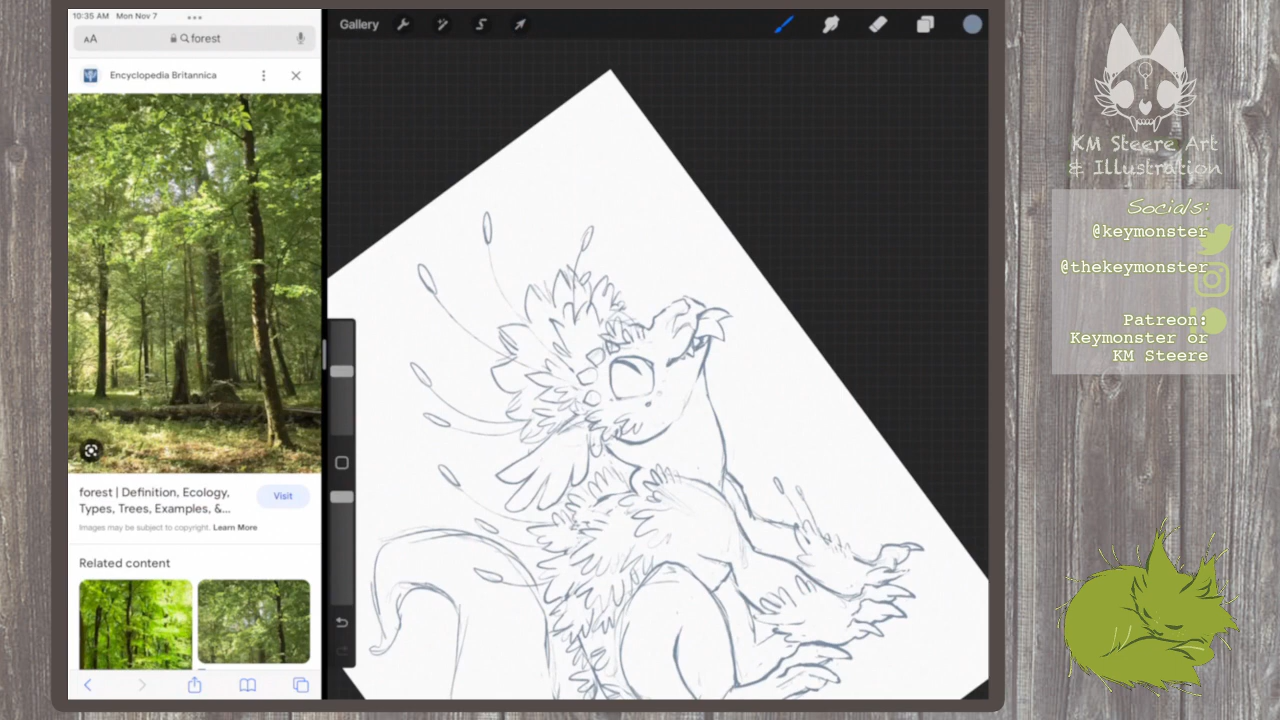 10:35 AM Mon Nov 7
AA
forest
Encyclopedia Britannica
forest | Definition, Ecology,
Types, Trees, Examples, &...
Visit
Images may be subject to copyright. Learn More
Related content
Gallery
KM Steere Art
& Illustration
Socials:
@keymonster
@thekeymonster
Patreon:
Keymonster or
KM Steere